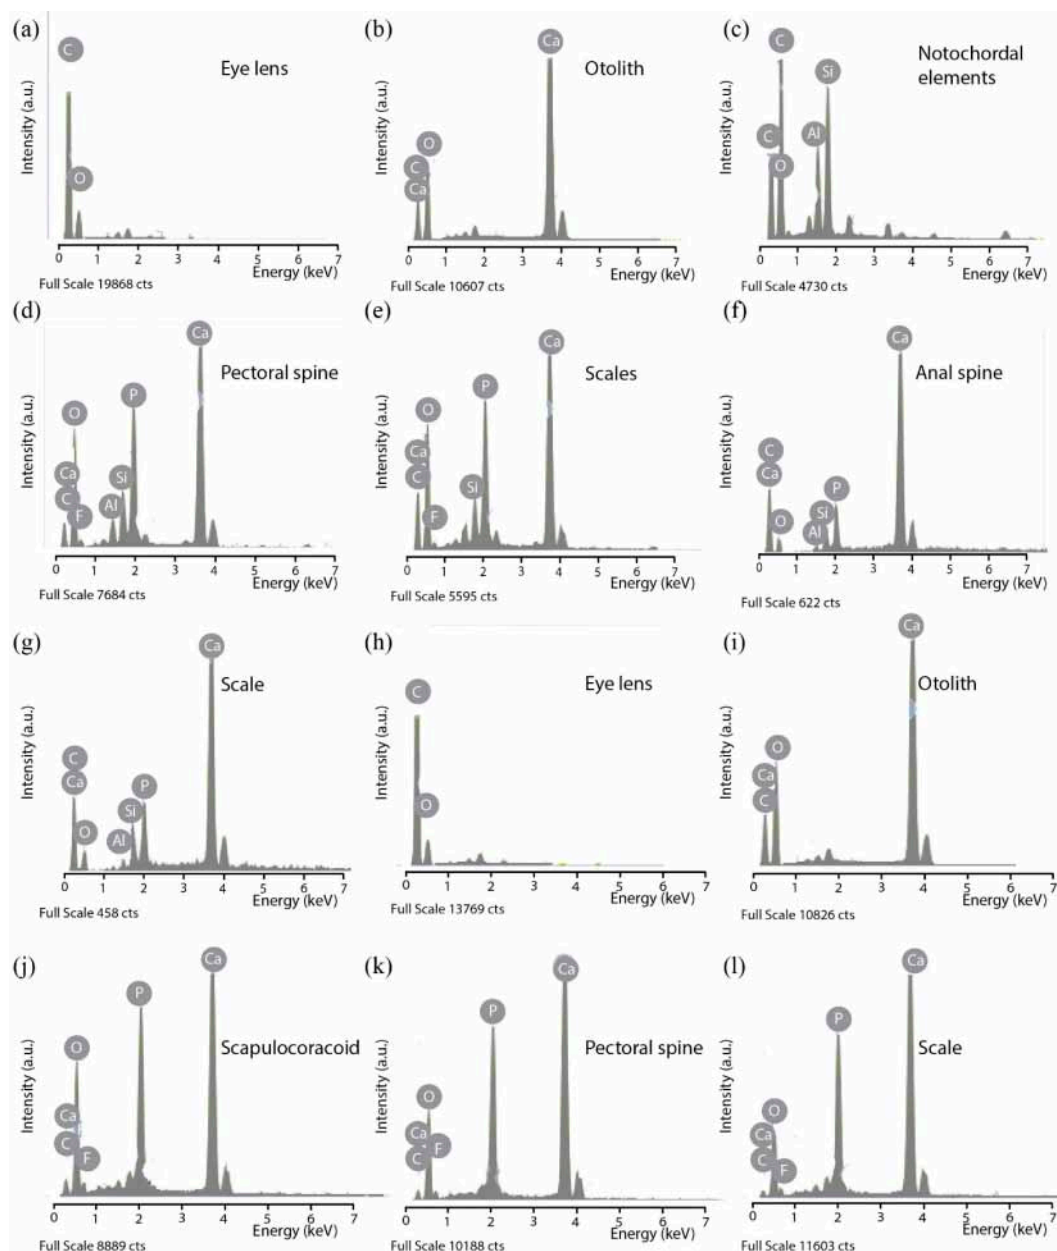 (a)
C
O
Eye lens
Intensity (a.u.)
0 1 2 3 4 5 6 7
Energy (keV)
Full Scale 19868 cts
(b)
Ca
O
C
Ca
Otolith
Intensity (a.u.)
0 1 2 3 4 5 6 7
Energy (keV)
Full Scale 10607 cts
(c)
C
Si
Al
C
O
Notochordal
elements
Intensity (a.u.)
0 1 2 3 4 5 6 7
Energy (keV)
Full Scale 4730 cts
(d)
Ca
P
O
Ca
Si
C
Al
F
Pectoral spine
Intensity (a.u.)
0 1 2 3 4 5 6 7
Energy (keV)
Full Scale 7684 cts
(e)
Ca
P
O
Ca
C
Si
F
Scales
Intensity (a.u.)
0 1 2 3 4 5 6 7
Energy (keV)
Full Scale 5595 cts
(f)
Ca
C
Ca
P
Si
O
Al
Anal spine
Intensity (a.u.)
0 1 2 3 4 5 6 7
Energy (keV)
Full Scale 622 cts
(g)
Ca
C
Ca
P
Si
O
Al
Scale
Intensity (a.u.)
0 1 2 3 4 5 6 7
Energy (keV)
Full Scale 458 cts
(h)
C
O
Eye lens
Intensity (a.u.)
0 1 2 3 4 5 6 7
Energy (keV)
Full Scale 13769 cts
(i)
Ca
O
Ca
C
Otolith
Intensity (a.u.)
0 1 2 3 4 5 6 7
Energy (keV)
Full Scale 10826 cts
(j)
Ca
P
O
Ca
C
F
Scapulocoracoid
Intensity (a.u.)
0 1 2 3 4 5 6 7
Energy (keV)
Full Scale 8889 cts
(k)
Ca
P
O
Ca
F
C
Pectoral spine
Intensity (a.u.)
0 1 2 3 4 5 6 7
Energy (keV)
Full Scale 10188 cts
(l)
Ca
P
O
Ca
C
F
Scale
Intensity (a.u.)
0 1 2 3 4 5 6 7
Energy (keV)
Full Scale 11603 cts